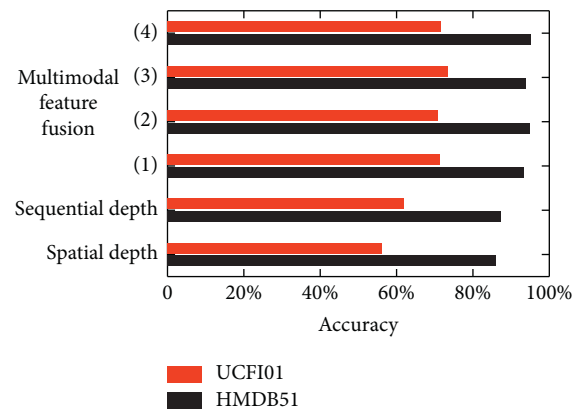 (4)
Multimodal
feature
fusion
(3)
(2)
(1)
Sequential depth
Spatial depth
0 20% 40% 60% 80% 100%
Accuracy
UCFI01
HMDB51